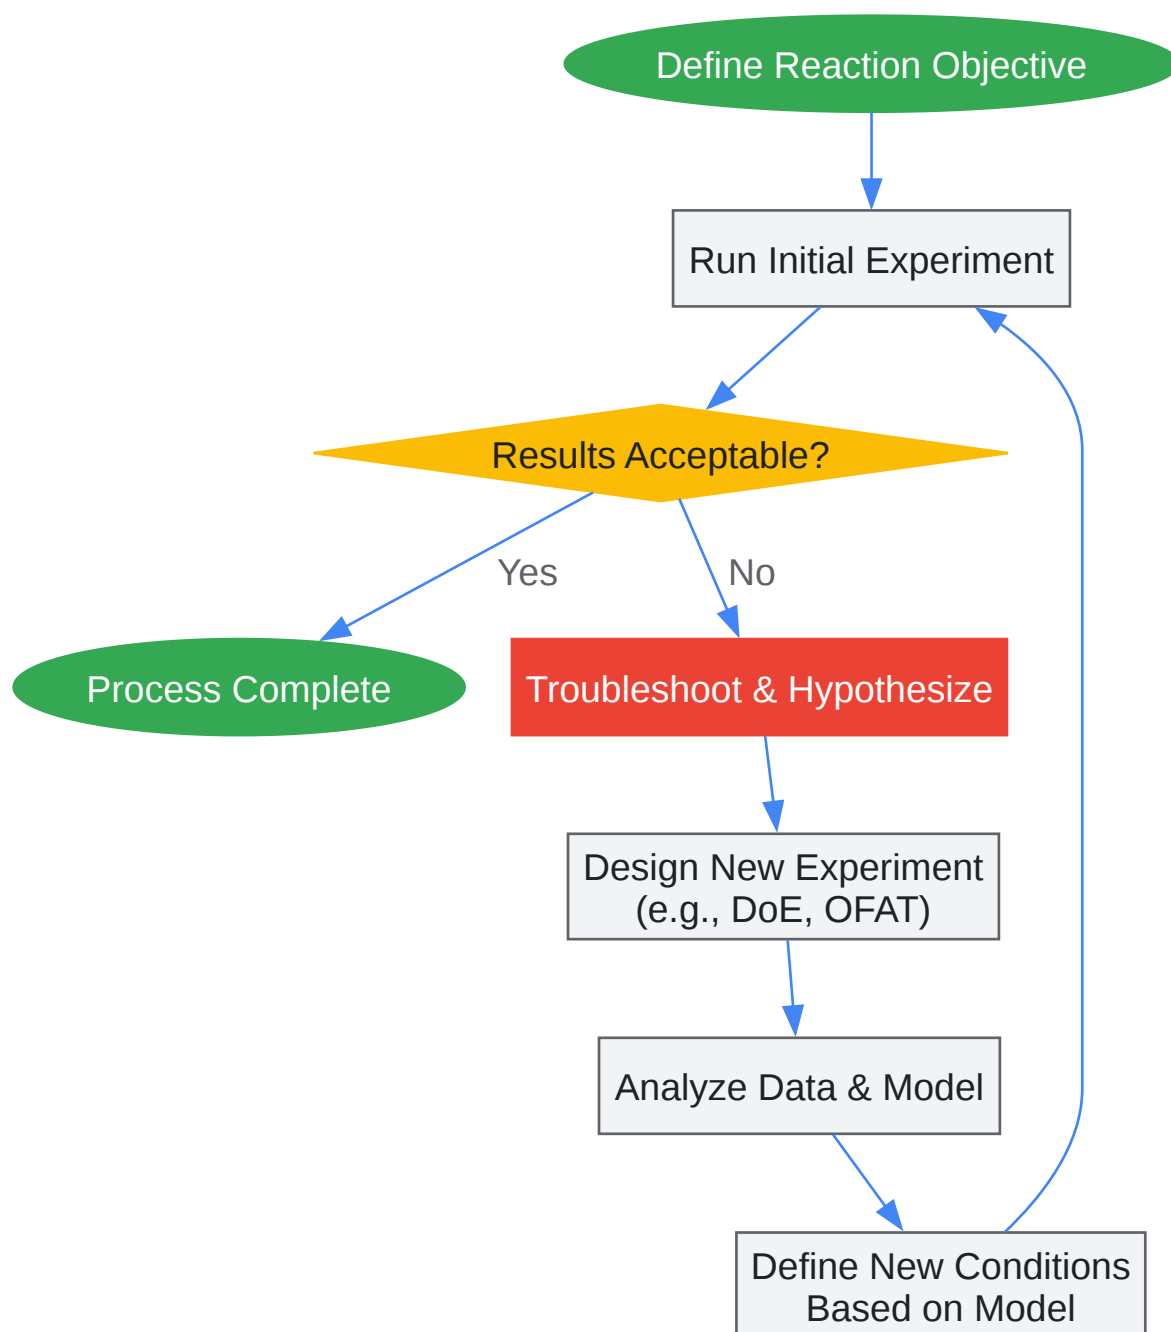 Define Reaction Objective
Run Initial Experiment
Results Acceptable?
Yes
No
Process Complete
Troubleshoot & Hypothesize
Design New Experiment
(e.g., DoE, OFAT)
Analyze Data & Model
Define New Conditions
Based on Model